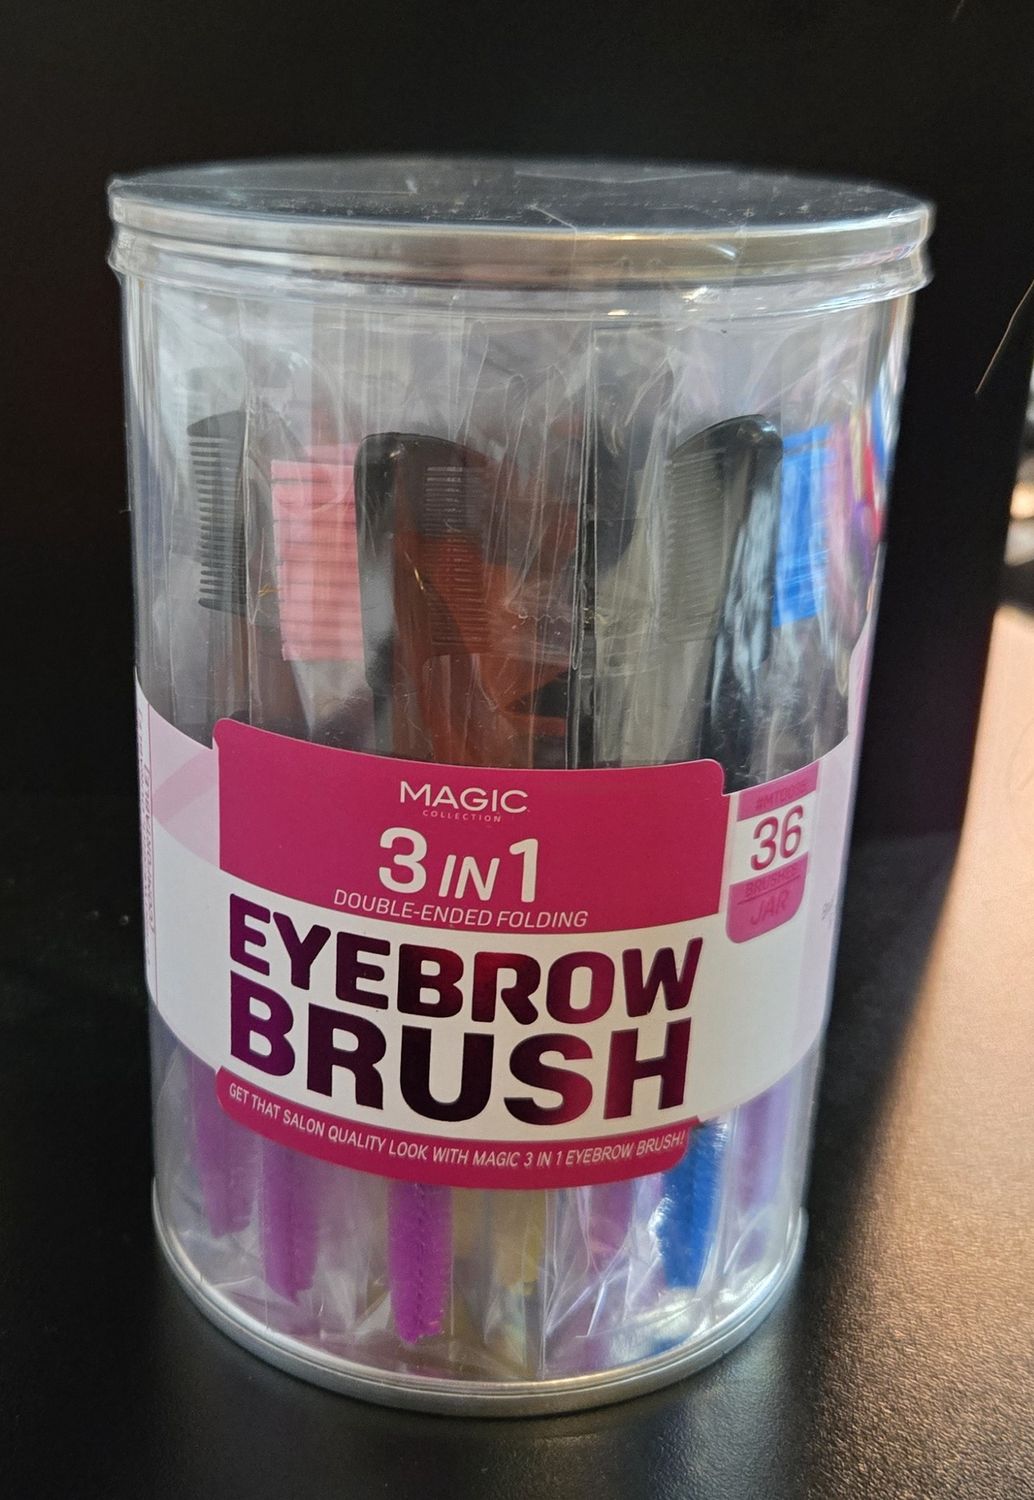 MAGIC
COLLECTION
3 IN 1
DOUBLE-ENDED FOLDING
EYEBROW
BRUSH
GET THAT SALON QUALITY LOOK WITH MAGIC 3 IN 1 EYEBROW BRUSH!
36
BRUSHES
JAR